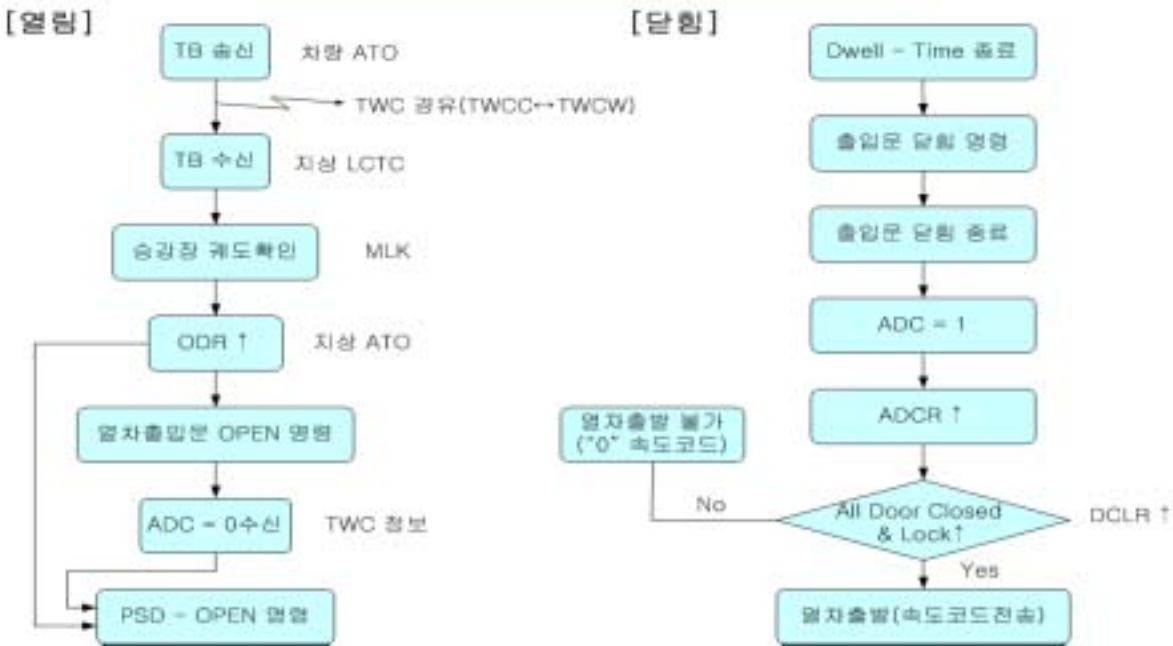 [열림]
TB 송신
차량 ATO
TWC 경유(TWCC↔TWCW)
TB 수신
지상 LCTC
승강장 궤도확인
MLK
ODR ↑
지상 ATO
열차출입문 OPEN 명령
ADC = 0수신
TWC 정보
PSD - OPEN 명령
[닫힘]
Dwell - Time 종료
출입문 닫힘 명령
출입문 닫힘 종료
ADC = 1
ADCR ↑
열차출발 불가
("0" 속도코드)
No
All Door Closed
& Lock↑
DCLR ↑
Yes
열차출발(속도코드전송)